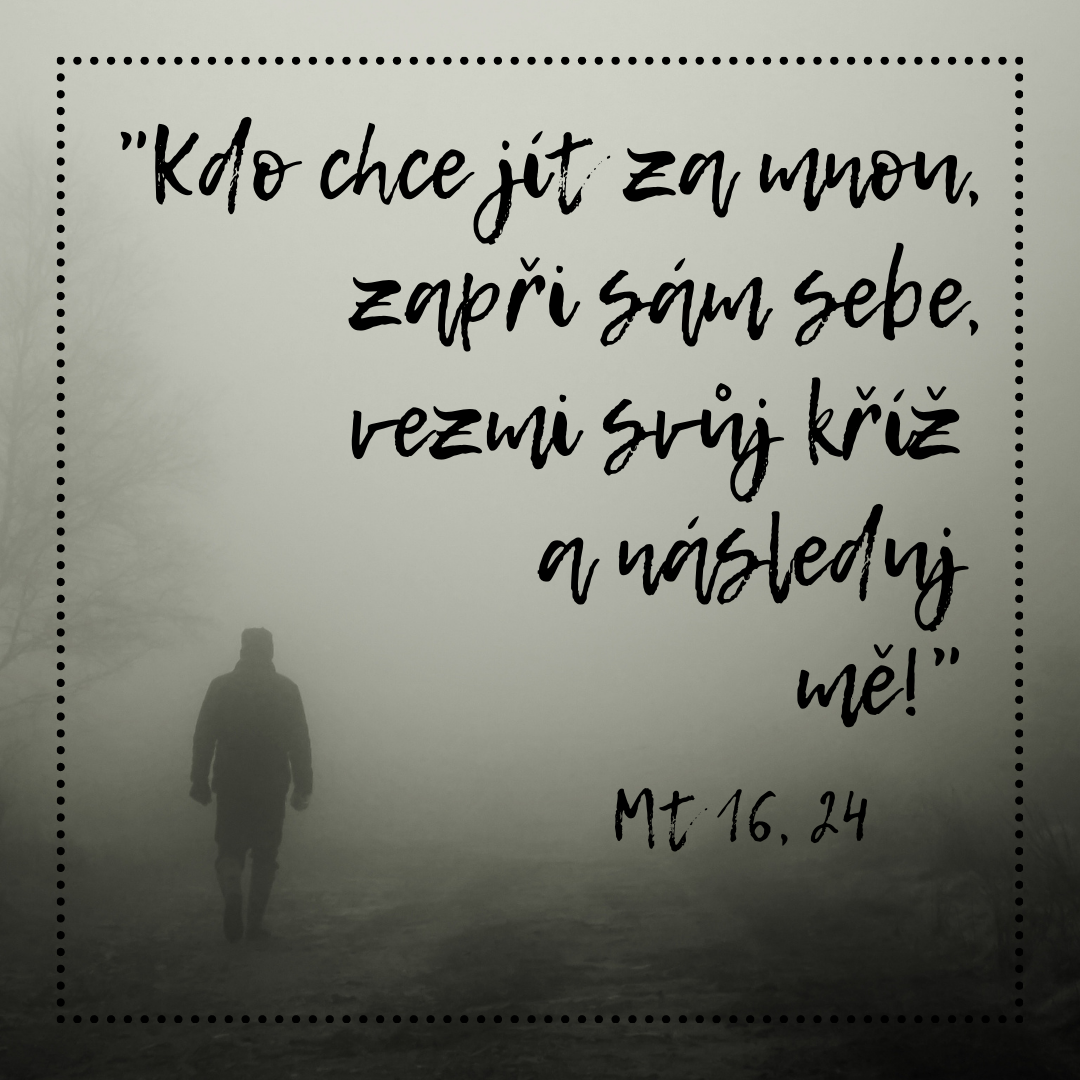 "Kdo chce jít za mnou,
zapři sám sebe,
vezmi svůj kříž
a následuj
mě!"
Mt 16, 24